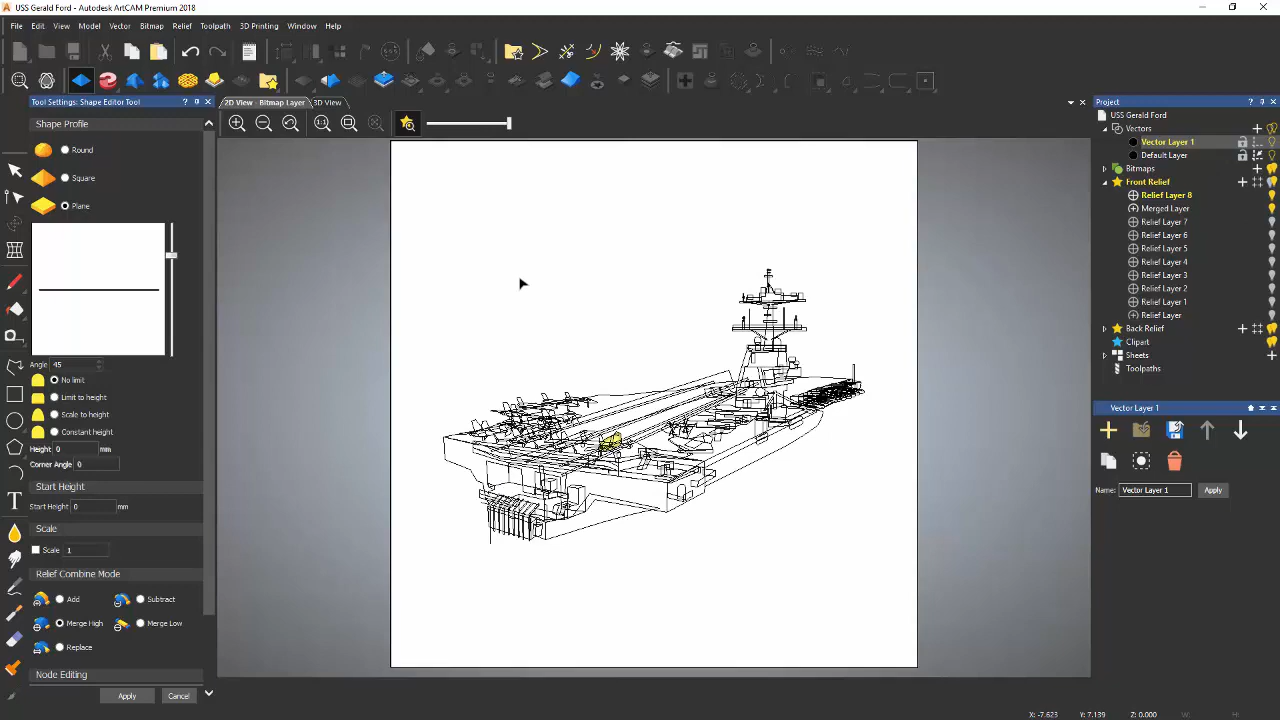 USS Gerald Ford - Autodesk ArtCAM Premium 2018
File Edit View Model Vector Bitmap Relief Toolpath 3D Printing Window Help
Tool Settings: Shape Editor Tool
Shape Profile
Round
Square
Plane
Angle 45
No limit
Limit to height
Scale to height
Constant height
Height: 0 mm
Corner Angle 0
Start Height
Start Height: 0 mm
Scale
Scale 1
Relief Combine Mode
Add Subtract
Merge High Merge Low
Replace
Node Editing
Apply Cancel
2D View - Bitmap Layer 3D View
1:1
Project
USS Gerald Ford
Vectors
Vector Layer 1
Default Layer
Bitmaps
Front Relief
Relief Layer 8
Merged Layer
Relief Layer 7
Relief Layer 6
Relief Layer 5
Relief Layer 4
Relief Layer 3
Relief Layer 2
Relief Layer 1
Relief Layer
Back Relief
Clipart
Sheets
Toolpaths
Vector Layer 1
Name: Vector Layer 1 Apply
X: -7.623 Y: 7.139 Z: 0.000 W: H: